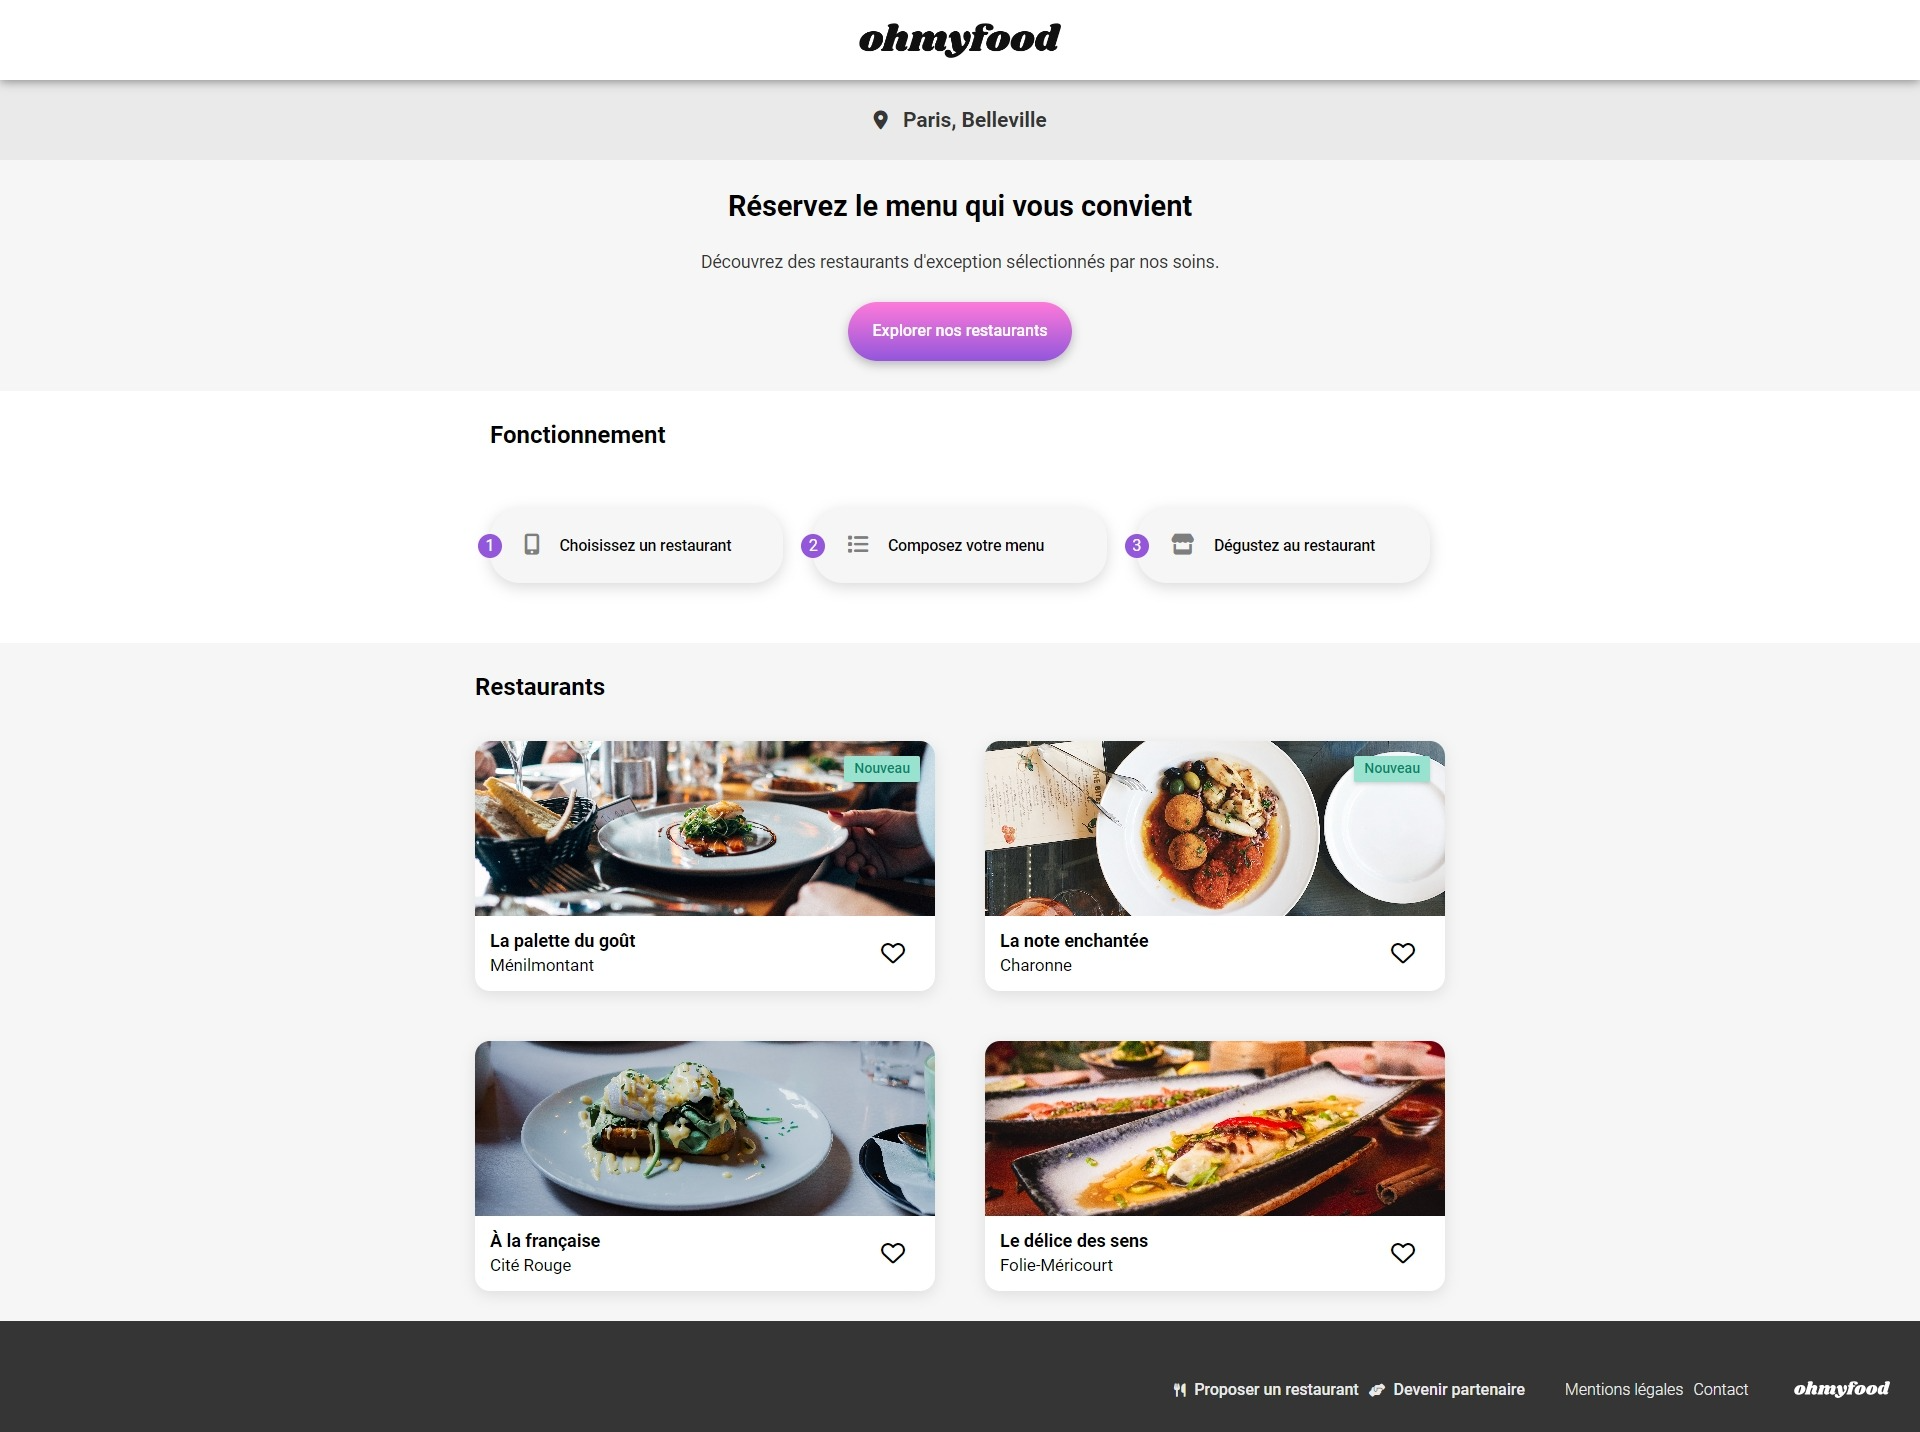 ohmyfood
Paris, Belleville
Réservez le menu qui vous convient
Découvrez des restaurants d'exception sélectionnés par nos soins.
Explorer nos restaurants
Fonctionnement
1 Choisissez un restaurant
2 Composez votre menu
3 Dégustez au restaurant
Restaurants
Nouveau
La palette du goût
Ménilmontant
Nouveau
La note enchantée
Charonne
À la française
Cité Rouge
Le délice des sens
Folie-Méricourt
Proposer un restaurant Devenir partenaire Mentions légales Contact ohmyfood